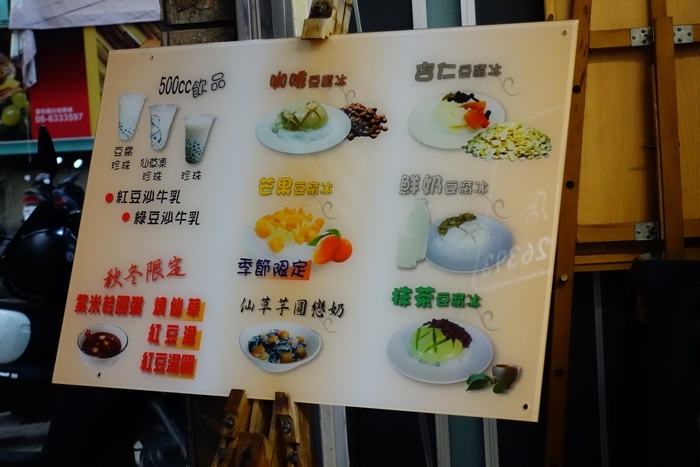 500cc飲品
豆腐
珍珠
仙草凍
珍珠
珍珠
紅豆沙牛乳
綠豆沙牛乳
秋冬限定
紫米桂圓粥 燒仙草
紅豆湯
紅豆湯圓
咖啡豆腐冰
芒果豆腐冰
季節限定
仙草芋圓戀奶
杏仁豆腐冰
鮮奶豆腐冰
抹茶豆腐冰
06-6333597